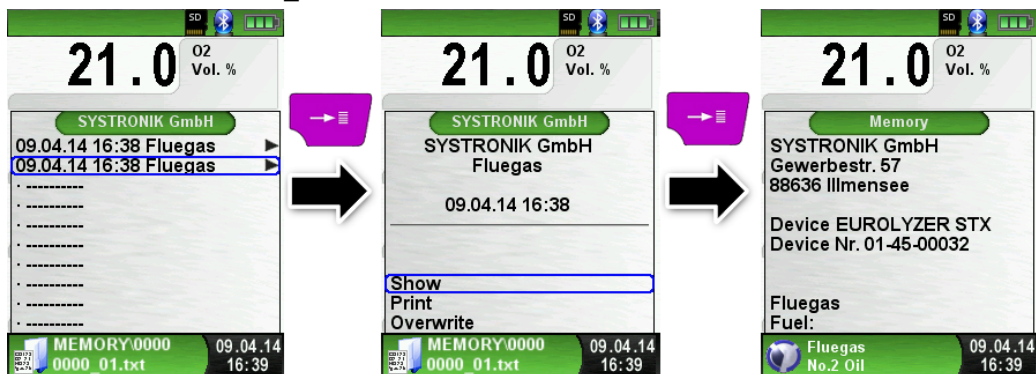 SD
21.0 O2
Vol. %
SYSTRONIK GmbH
09.04.14 16:38 Fluegas
09.04.14 16:38 Fluegas
· ----------
· ----------
· ----------
· ----------
· ----------
· ----------
· ----------
· ----------
MEMORY\0000 09.04.14
0000_01.txt 16:39
SD
21.0 O2
Vol. %
SYSTRONIK GmbH
SYSTRONIK GmbH
Fluegas
09.04.14 16:38
Show
Print
Overwrite
MEMORY\0000 09.04.14
0000_01.txt 16:39
SD
21.0 O2
Vol. %
Memory
SYSTRONIK GmbH
Gewerbestr. 57
88636 Illmensee
Device EUROLYZER STX
Device Nr. 01-45-00032
Fluegas
Fuel:
Fluegas 09.04.14
No.2 Oil 16:39